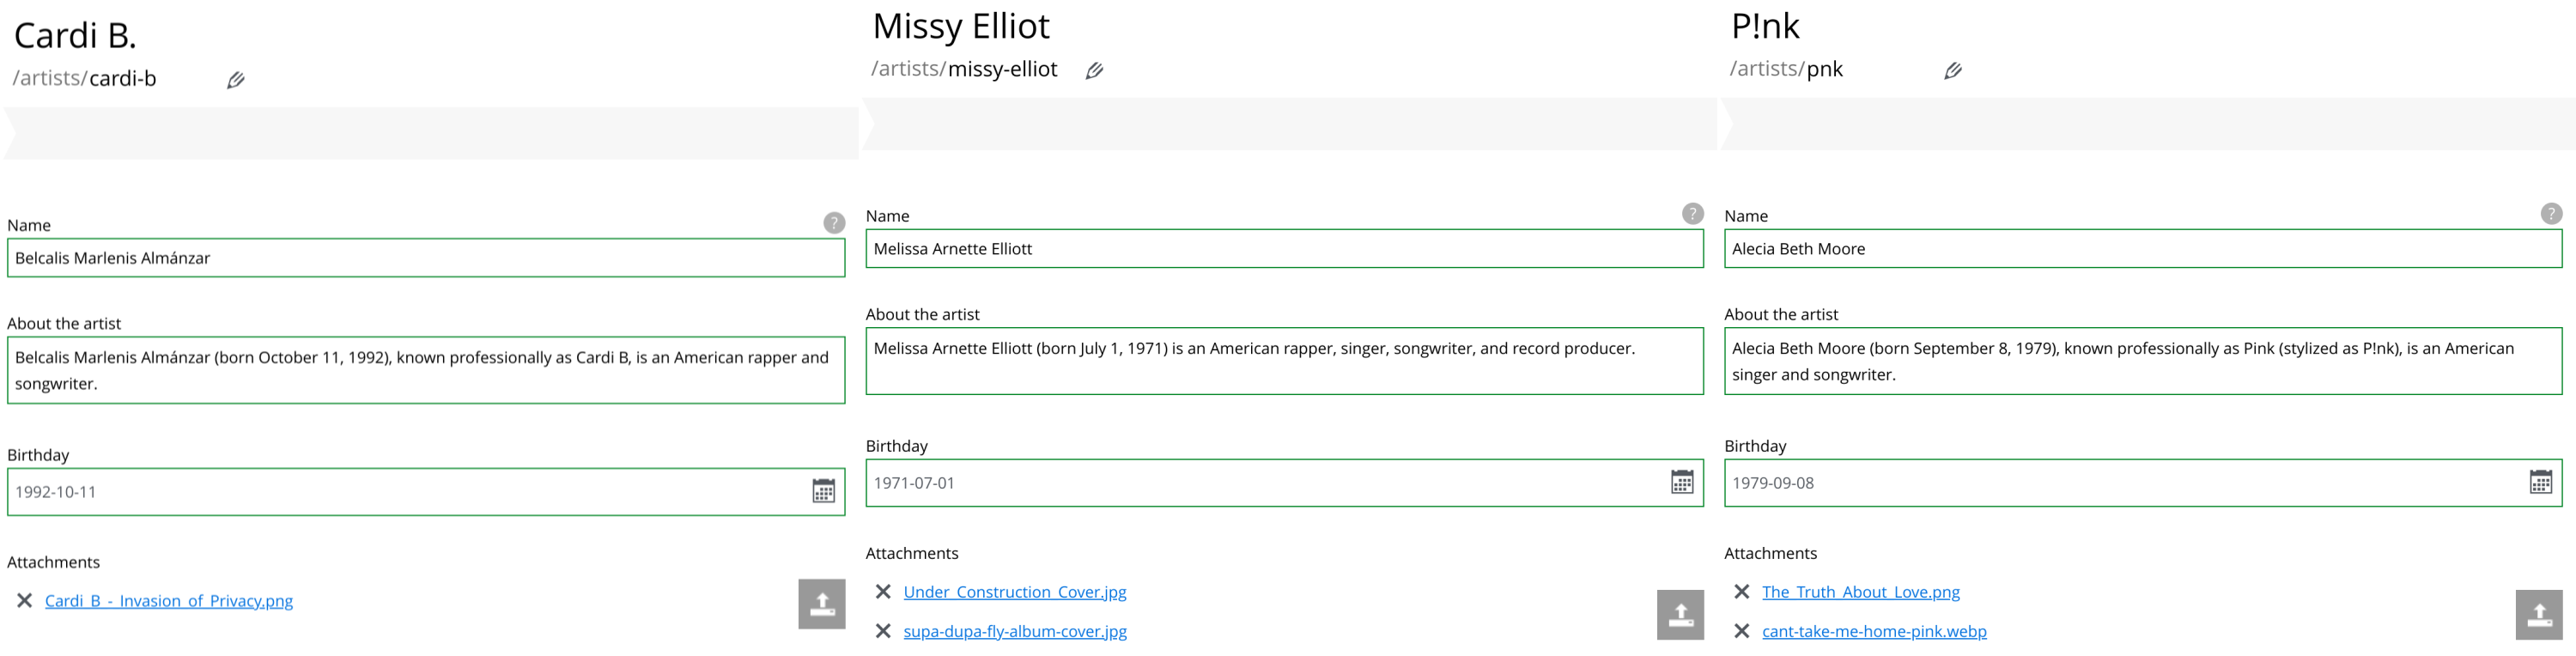 Cardi B.
/artists/cardi-b
Name
?
Belcalis Marlenis Almánzar
About the artist
Belcalis Marlenis Almánzar (born October 11, 1992), known professionally as Cardi B, is an American rapper and
songwriter.
Birthday
1992-10-11
Attachments
Cardi_B_-_Invasion_of_Privacy.png
Missy Elliot
/artists/missy-elliot
Name
?
Melissa Arnette Elliott
About the artist
Melissa Arnette Elliott (born July 1, 1971) is an American rapper, singer, songwriter, and record producer.
Birthday
1971-07-01
Attachments
Under_Construction_Cover.jpg
supa-dupa-fly-album-cover.jpg
P!nk
/artists/pnk
Name
?
Alecia Beth Moore
About the artist
Alecia Beth Moore (born September 8, 1979), known professionally as Pink (stylized as P!nk), is an American
singer and songwriter.
Birthday
1979-09-08
Attachments
The_Truth_About_Love.png
cant-take-me-home-pink.webp